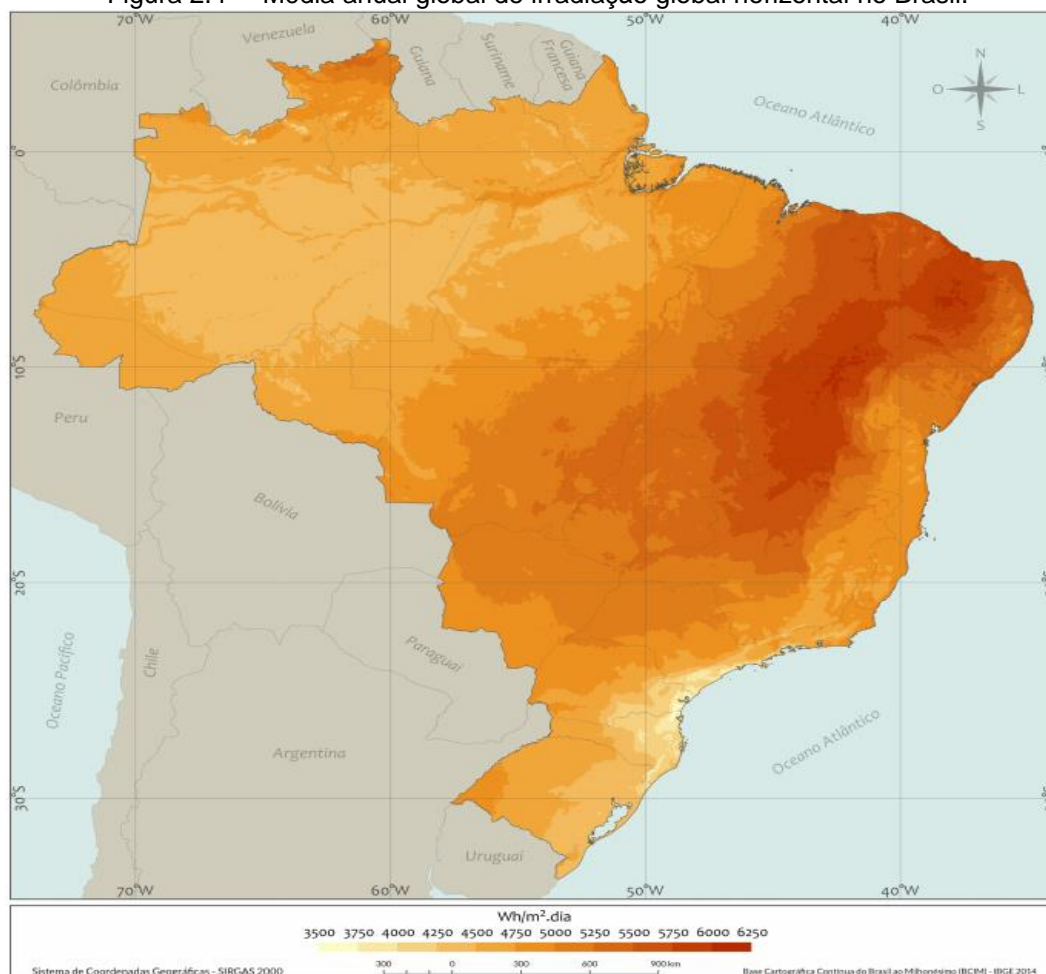 Figura 2.4 – Média anual global de irradiação global horizontal no Brasil.
70°W 60°W 50°W 40°W
Venezuela
Colômbia
Guiana
Suriname
Guiana
Francesa
N
O L
S
Oceano Atlântico
0° 0°
10°S
Peru
Bolívia
20°S
Oceano Pacífico
Chile
Paraguai
Oceano Atlântico
Argentina
30°S
Uruguai
70°W 60°W 50°W 40°W
Wh/m².dia
3500 3750 4000 4250 4500 4750 5000 5250 5500 5750 6000 6250
300 0 300 600 900 km
Sistema de Coordenadas Geográficas - SIRGAS 2000
Base Cartográfica Contínua do Brasil ao Milionésimo (BCIM) - IBGE 2014